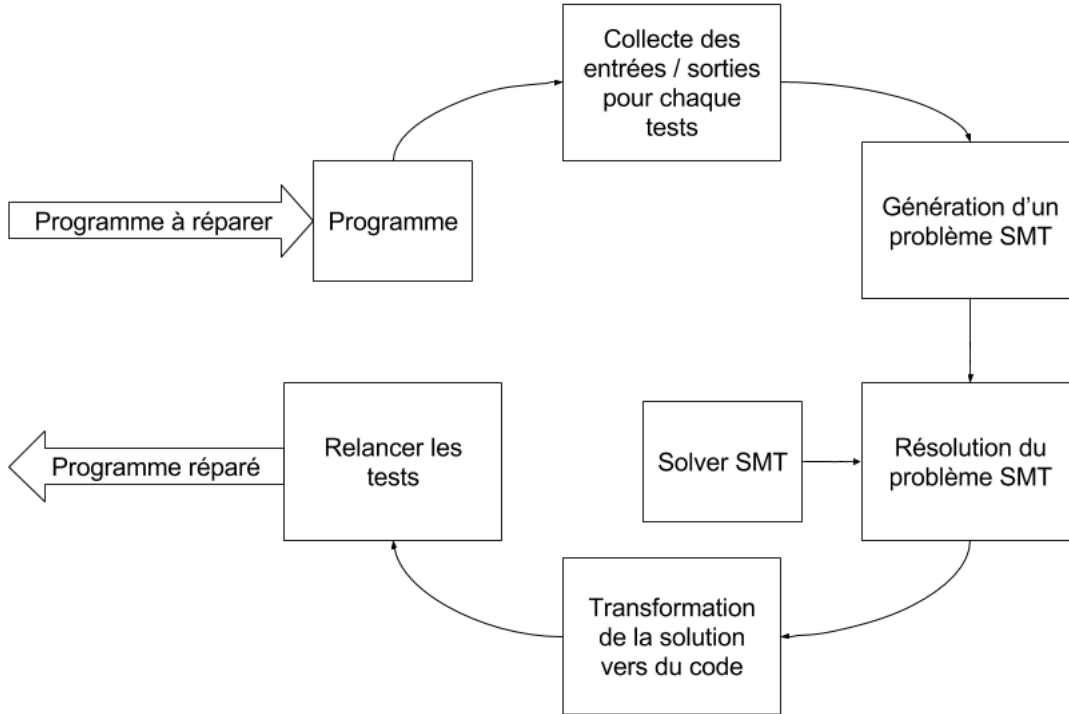 Collecte des
entrées / sorties
pour chaque
tests
Programme à réparer
Programme
Génération d'un
problème SMT
Programme réparé
Relancer les
tests
Solver SMT
Résolution du
problème SMT
Transformation
de la solution
vers du code